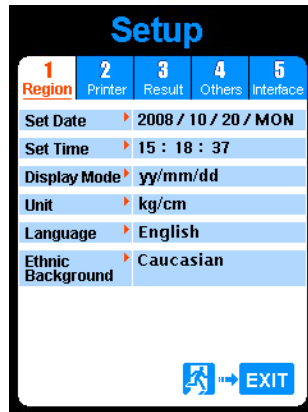 Setup
1 2 3 4 5
Region Printer Result Others Interface
Set Date 2008 / 10 / 20 / MON
Set Time 15 : 18 : 37
Display Mode yy/mm/dd
Unit kg/cm
Language English
Ethnic Caucasian
Background
EXIT